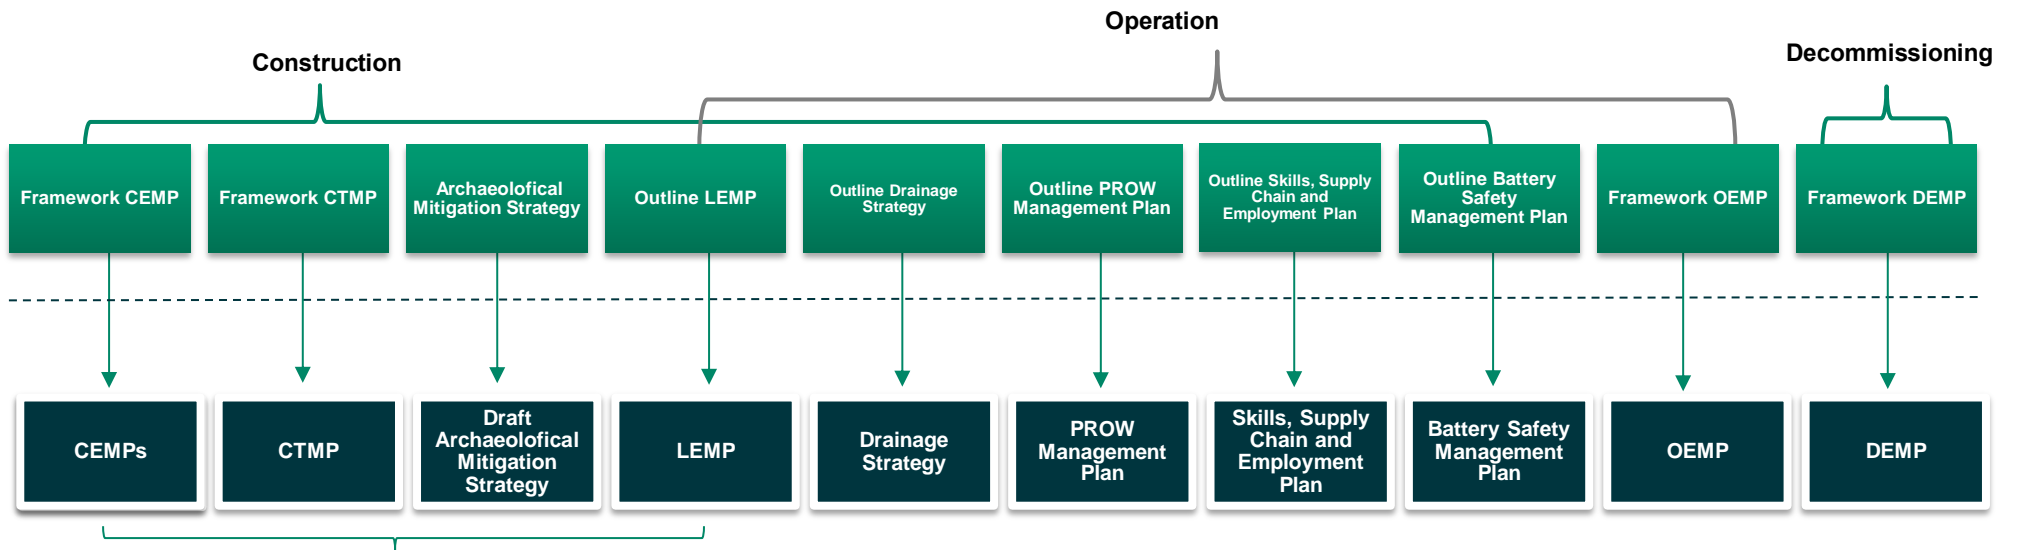 Operation
Construction
Decommissioning
Framework CEMP
Framework CTMP
Archaeolofical
Mitigation Strategy
Outline LEMP
Outline Drainage
Strategy
Outline PROW
Management Plan
Outline Skills, Supply
Chain and
Employment Plan
Outline Battery
Safety
Management Plan
Framework OEMP
Framework DEMP
CEMPs
CTMP
Draft
Archaeolofical
Mitigation
Strategy
LEMP
Drainage
Strategy
PROW
Management
Plan
Skills, Supply
Chain and
Employment
Plan
Battery Safety
Management
Plan
OEMP
DEMP